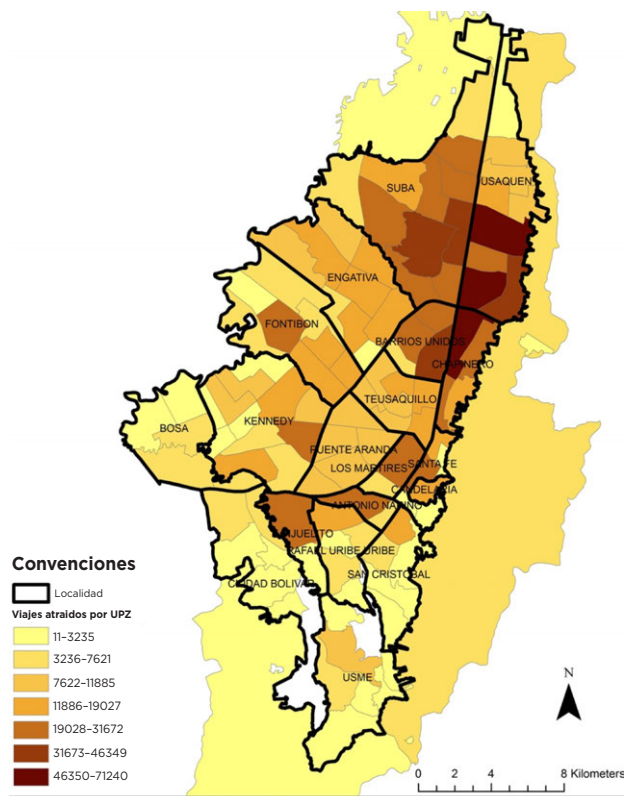 SUBA
USAQUEN
ENGATIVA
FONTIBON
BARRIOS UNIDOS
CHAPINERO
TEUSAQUILLO
KENNEDY
BOSA
PUENTE ARANDA
LOS MARTIRES
SANTA FE
CANDELARIA
ANTONIO NARIÑO
RAFAEL URIBE URIBE
SAN CRISTOBAL
CIUDAD BOLIVAR
USME
Convenciones
Localidad
Viajes atraidos por UPZ
11–3235
3236–7621
7622–11885
11886–19027
19028–31672
31673–46349
46350–71240
N
0 2 4 8 Kilometers